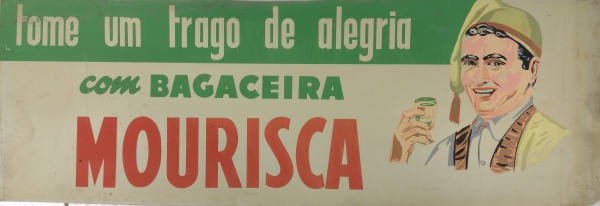 tome um trago de alegria
com BAGACEIRA
MOURISCA